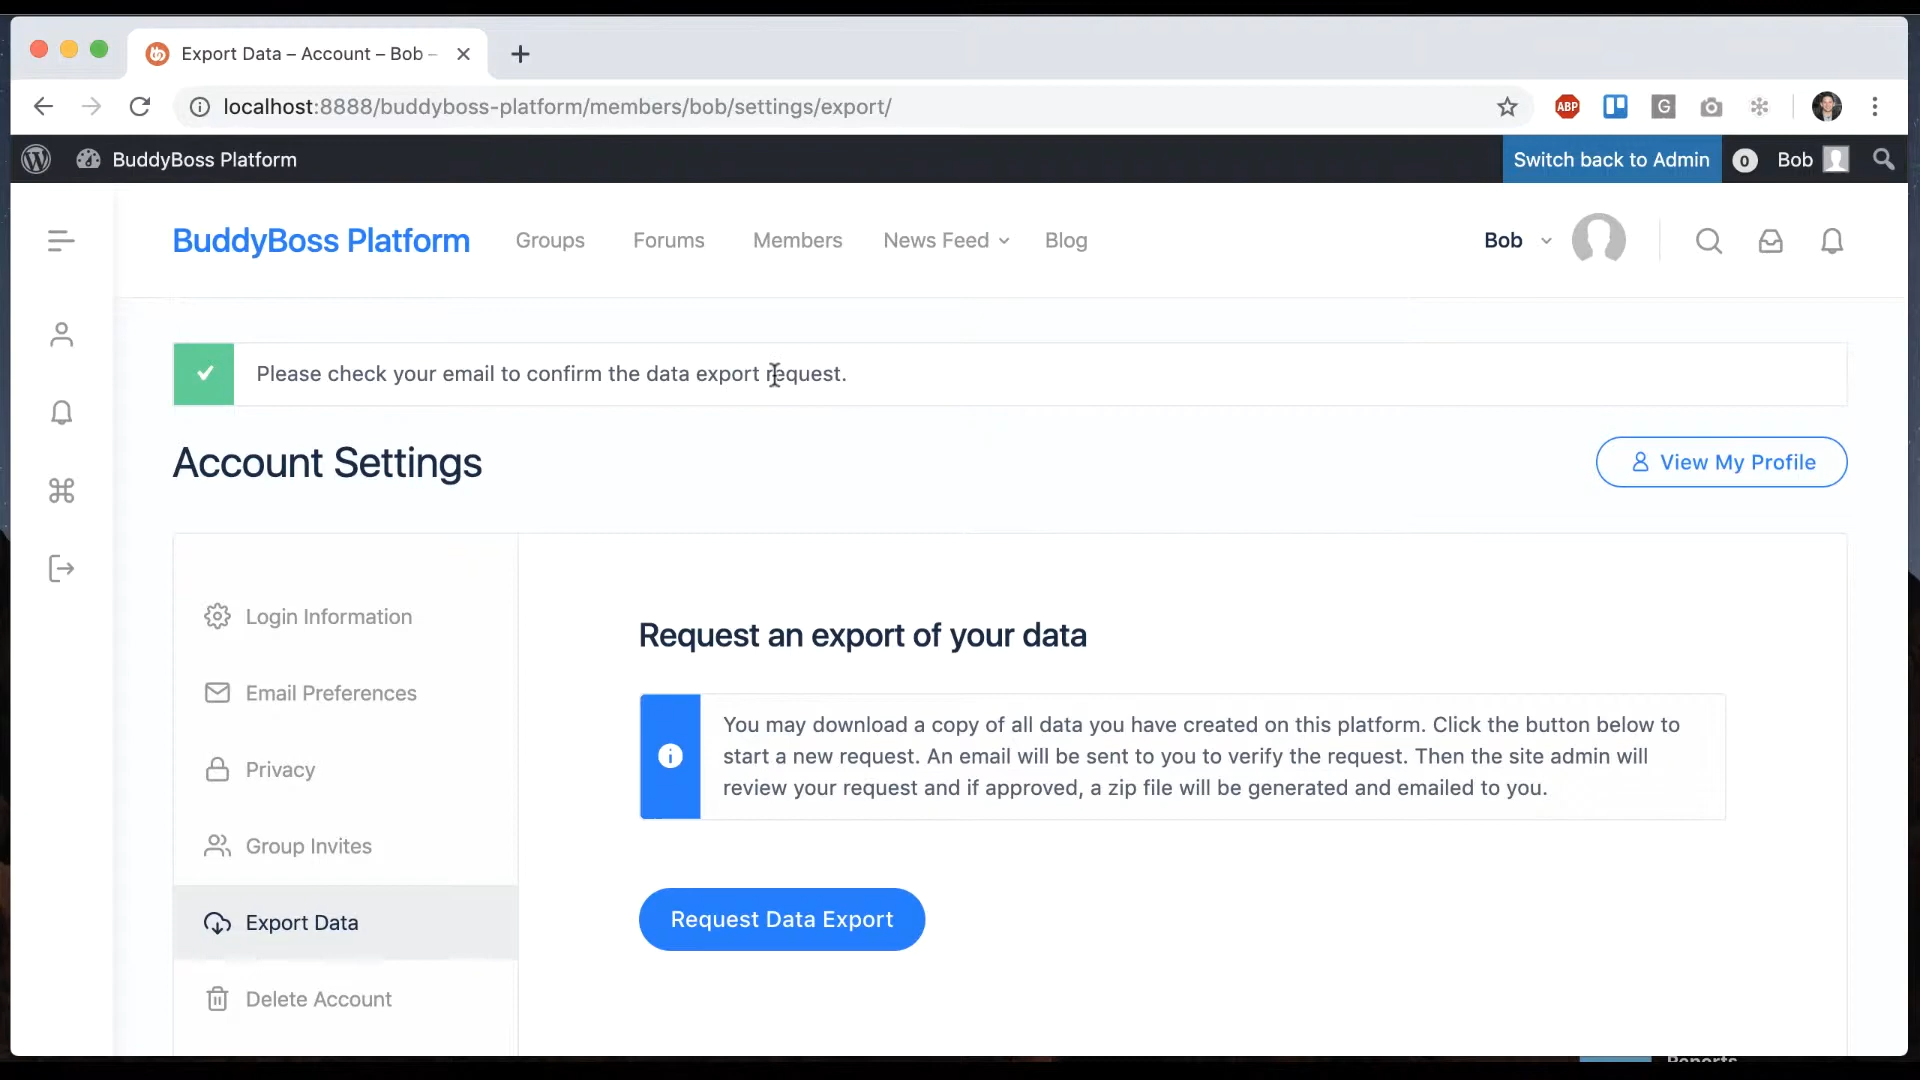 Export Data – Account – Bob –
localhost:8888/buddyboss-platform/members/bob/settings/export/
ABP
G
BuddyBoss Platform
Switch back to Admin
0
Bob
BuddyBoss Platform
Groups
Forums
Members
News Feed
Blog
Bob
Please check your email to confirm the data export request.
Account Settings
View My Profile
Login Information
Email Preferences
Privacy
Group Invites
Export Data
Delete Account
Request an export of your data
You may download a copy of all data you have created on this platform. Click the button below to
start a new request. An email will be sent to you to verify the request. Then the site admin will
review your request and if approved, a zip file will be generated and emailed to you.
Request Data Export
Reports